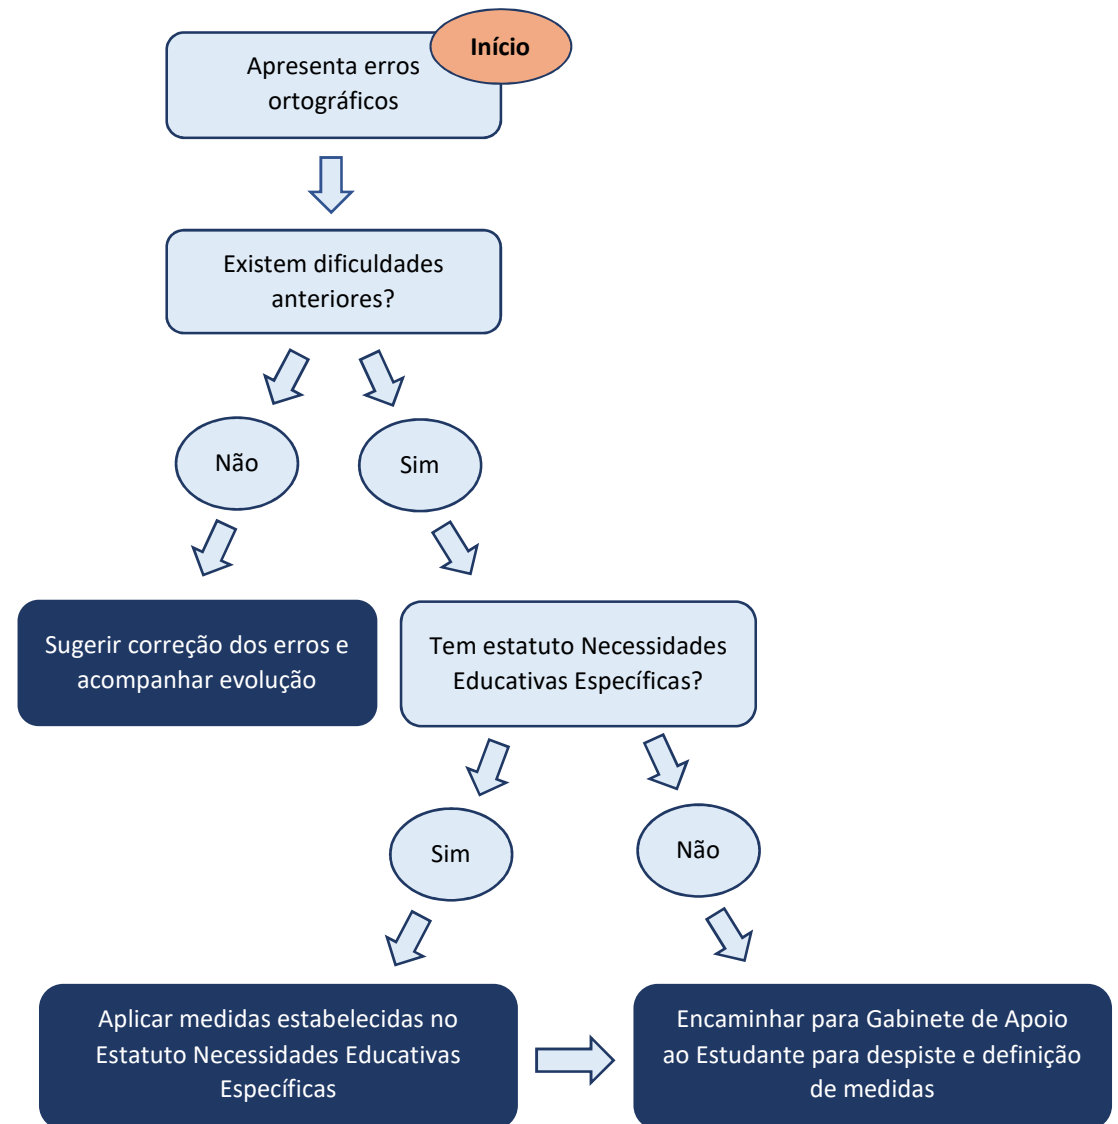 Início
Apresenta erros
ortográficos
Existem dificuldades
anteriores?
Não
Sim
Sugerir correção dos erros e
acompanhar evolução
Tem estatuto Necessidades
Educativas Específicas?
Sim
Não
Aplicar medidas estabelecidas no
Estatuto Necessidades Educativas
Específicas
Encaminhar para Gabinete de Apoio
ao Estudante para despiste e definição
de medidas